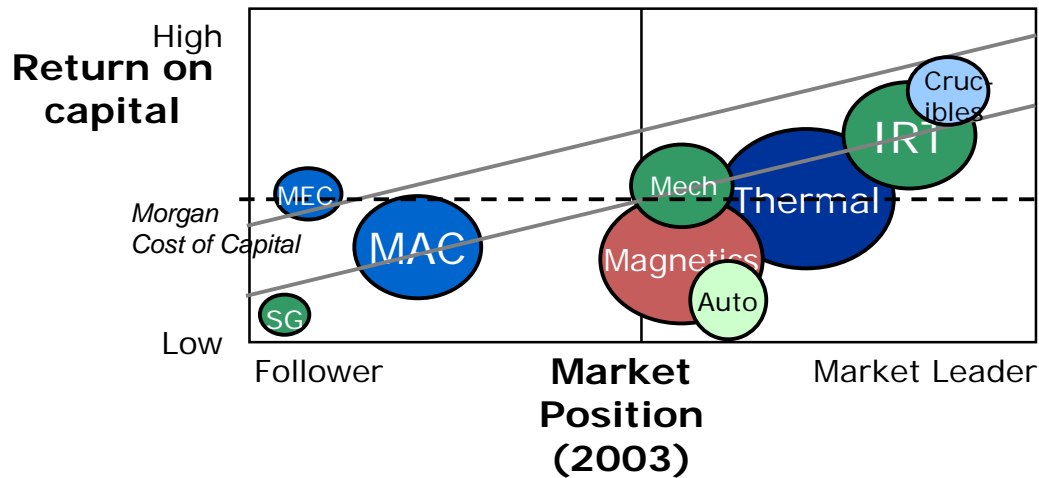 High
Return on
capital
Cruc-
ibles
IRT
Mech
MEC
Thermal
Morgan
Cost of Capital
MAC
Magnetics
Auto
SG
Low
Follower
Market
Position
(2003)
Market Leader